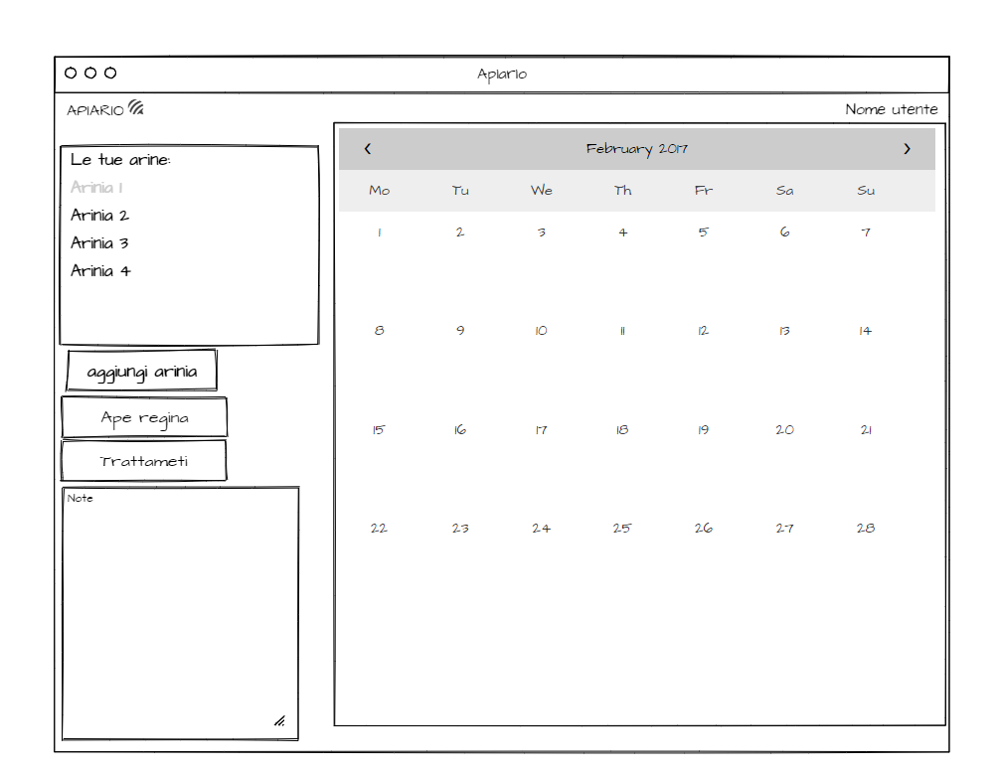 Apiario
APIARIO
Nome utente
Le tue arine:
Arinia 1
Arinia 2
Arinia 3
Arinia 4
aggiungi arinia
Ape regina
Trattameti
Note
February 2017
Mo Tu We Th Fr Sa Su
1 2 3 4 5 6 7
8 9 10 11 12 13 14
15 16 17 18 19 20 21
22 23 24 25 26 27 28